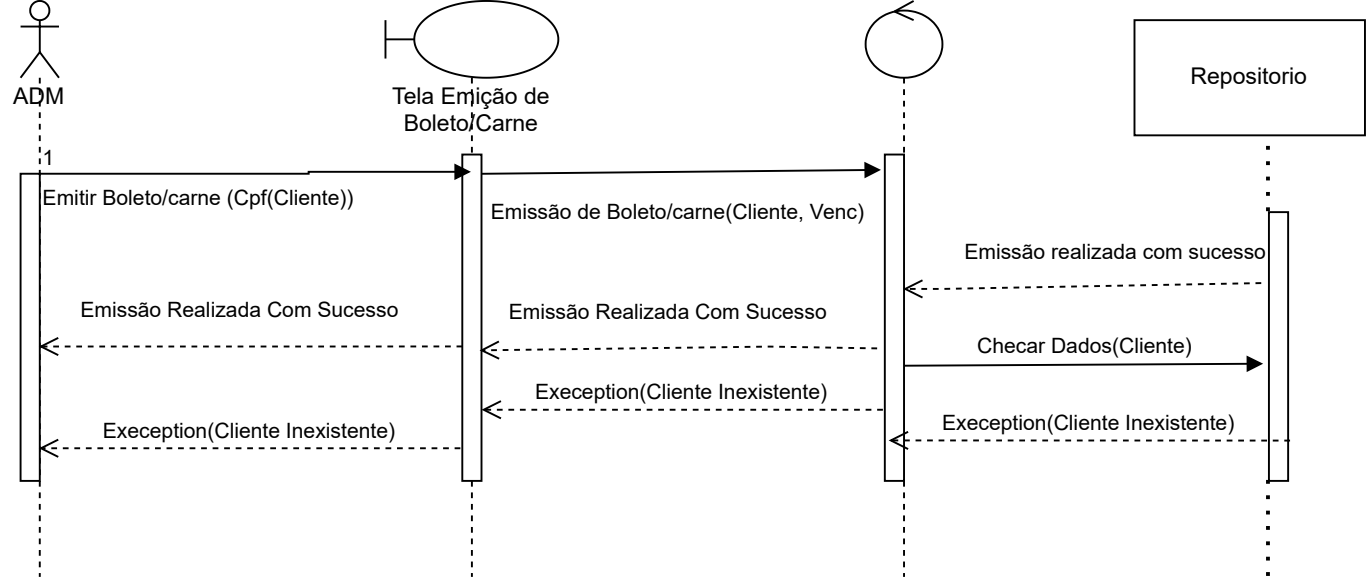 ADM
Tela Emição de
Boleto/Carne
Repositorio
1
Emitir Boleto/carne (Cpf(Cliente))
Emissão de Boleto/carne(Cliente, Venc)
Emissão realizada com sucesso
Emissão Realizada Com Sucesso
Emissão Realizada Com Sucesso
Checar Dados(Cliente)
Exeception(Cliente Inexistente)
Exeception(Cliente Inexistente)
Exeception(Cliente Inexistente)